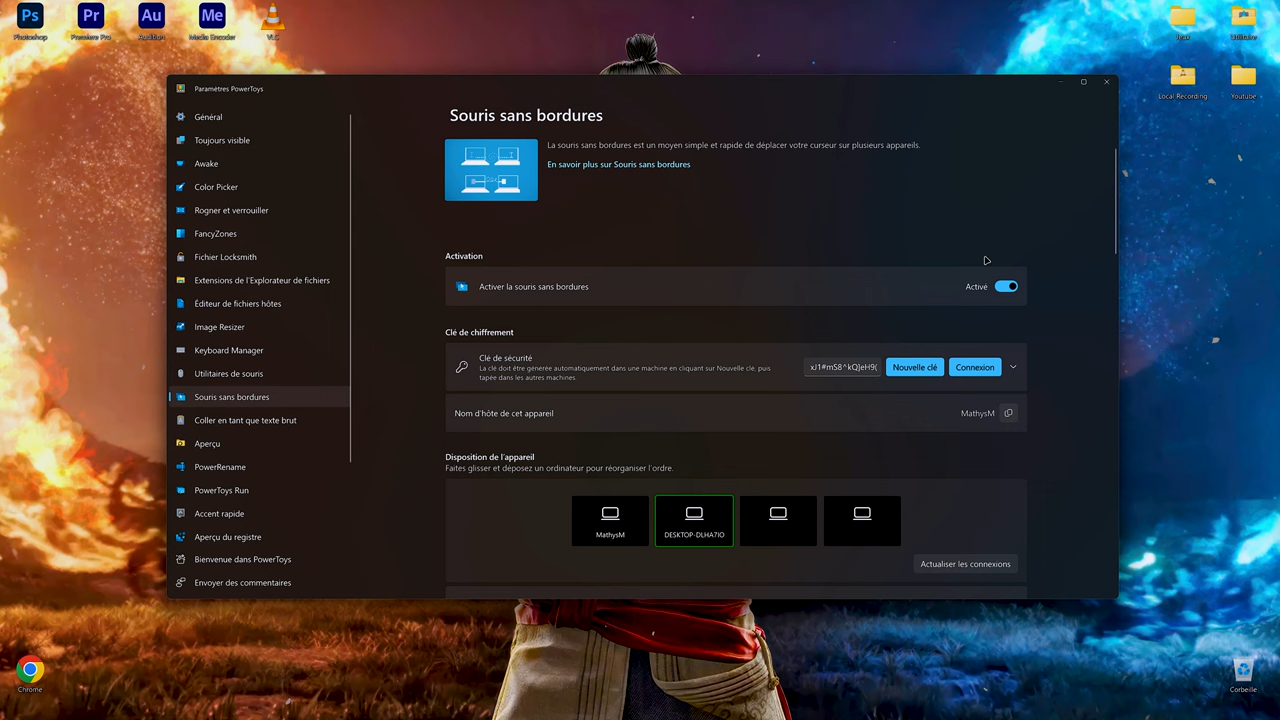 Ps
Pr
Au
Me
Photoshop
Premiere Pro
Audition
Media Encoder
VLC
Utilitaire
Local Recording
Youtube
Paramètres PowerToys
Général
Toujours visible
Awake
Color Picker
Rogner et verrouiller
FancyZones
Fichier Locksmith
Extensions de l'Explorateur de fichiers
Éditeur de fichiers hôtes
Image Resizer
Keyboard Manager
Utilitaires de souris
Souris sans bordures
Coller en tant que texte brut
Aperçu
PowerRename
PowerToys Run
Accent rapide
Aperçu du registre
Bienvenue dans PowerToys
Envoyer des commentaires
Souris sans bordures
La souris sans bordures est un moyen simple et rapide de déplacer votre curseur sur plusieurs appareils.
En savoir plus sur Souris sans bordures
Activation
Activer la souris sans bordures
Activé
Clé de chiffrement
Clé de sécurité
La clé doit être générée automatiquement dans une machine en cliquant sur Nouvelle clé, puis
tapée dans les autres machines.
xJ1#mS8^kQ]eH9(
Nouvelle clé
Connexion
Nom d'hôte de cet appareil
MathysM
Disposition de l'appareil
Faites glisser et déposez un ordinateur pour réorganiser l'ordre.
MathysM
DESKTOP-DLHA7IO
Actualiser les connexions
Chrome
Corbeille